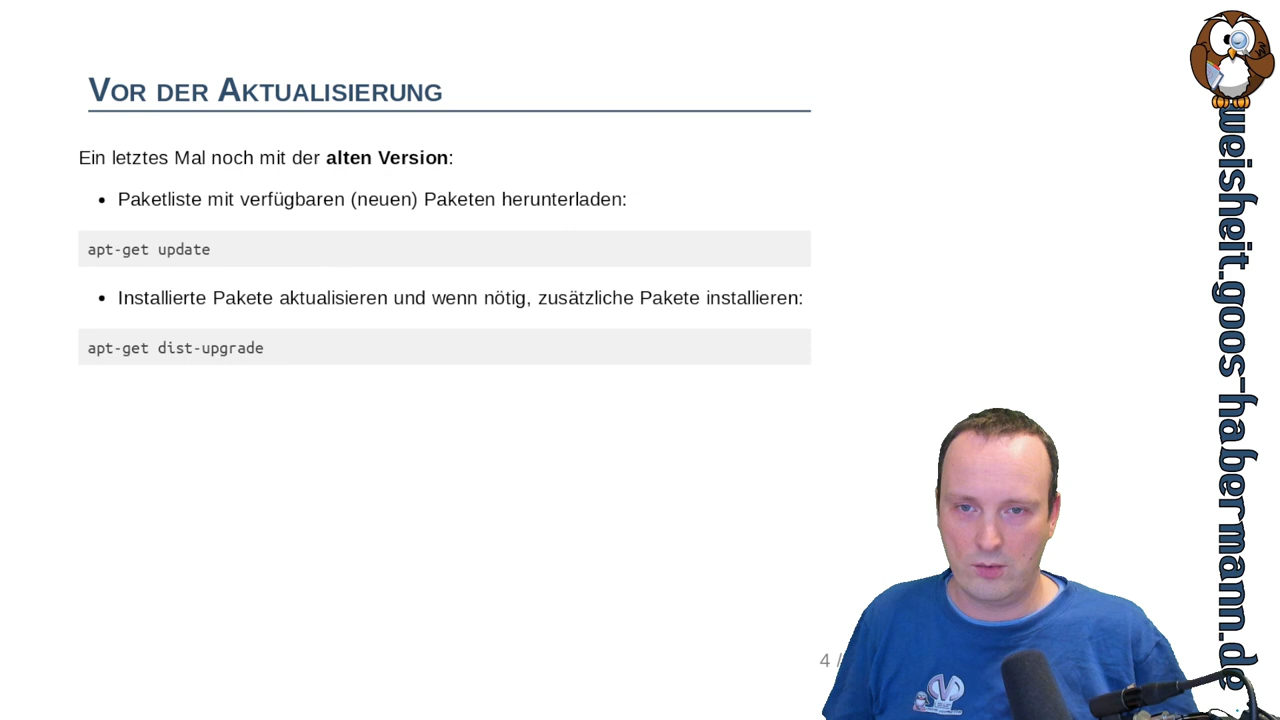 Vor der Aktualisierung
Ein letztes Mal noch mit der alten Version:
• Paketliste mit verfügbaren (neuen) Paketen herunterladen:
apt-get update
• Installierte Pakete aktualisieren und wenn nötig, zusätzliche Pakete installieren:
apt-get dist-upgrade
4 /
weisheit.goos-habermann.de